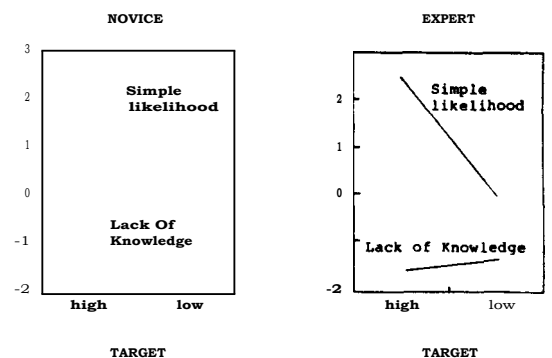 NOVICE
3
2
1
0
-1
-2
Simple
likelihood
Lack Of
Knowledge
high low
TARGET
EXPERT
2
1
0
-2
Simple
likelihood
Lack of Knowledge
high low
TARGET